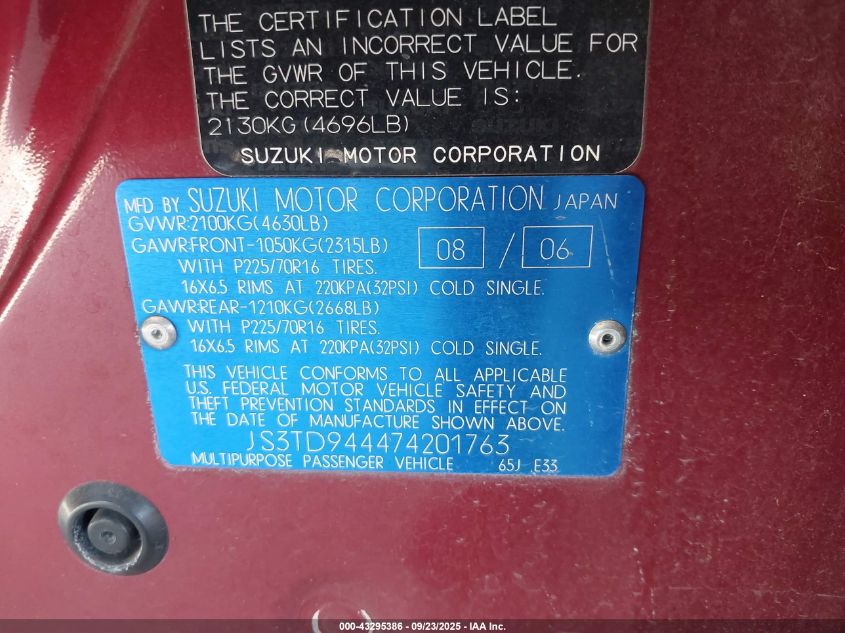 THE CERTIFICATION LABEL
LISTS AN INCORRECT VALUE FOR
THE GVWR OF THIS VEHICLE.
THE CORRECT VALUE IS:
2130KG(4696LB)
SUZUKI MOTOR CORPORATION
MFD BY SUZUKI MOTOR CORPORATION JAPAN
GVWR:2100KG(4630LB)
GAWR:FRONT-1050KG(2315LB) 08 / 06
WITH P225/70R16 TIRES.
16X6.5 RIMS AT 220KPA(32PSI) COLD SINGLE.
GAWR:REAR-1210KG(2668LB)
WITH P225/70R16 TIRES.
16X6.5 RIMS AT 220KPA(32PSI) COLD SINGLE.
THIS VEHICLE CONFORMS TO ALL APPLICABLE
U.S. FEDERAL MOTOR VEHICLE SAFETY AND
THEFT PREVENTION STANDARDS IN EFFECT ON
THE DATE OF MANUFACTURE SHOWN ABOVE.
JS3TD944474201763
MULTIPURPOSE PASSENGER VEHICLE 65J E33
000-43295386 - 09/23/2025 - IAA Inc.